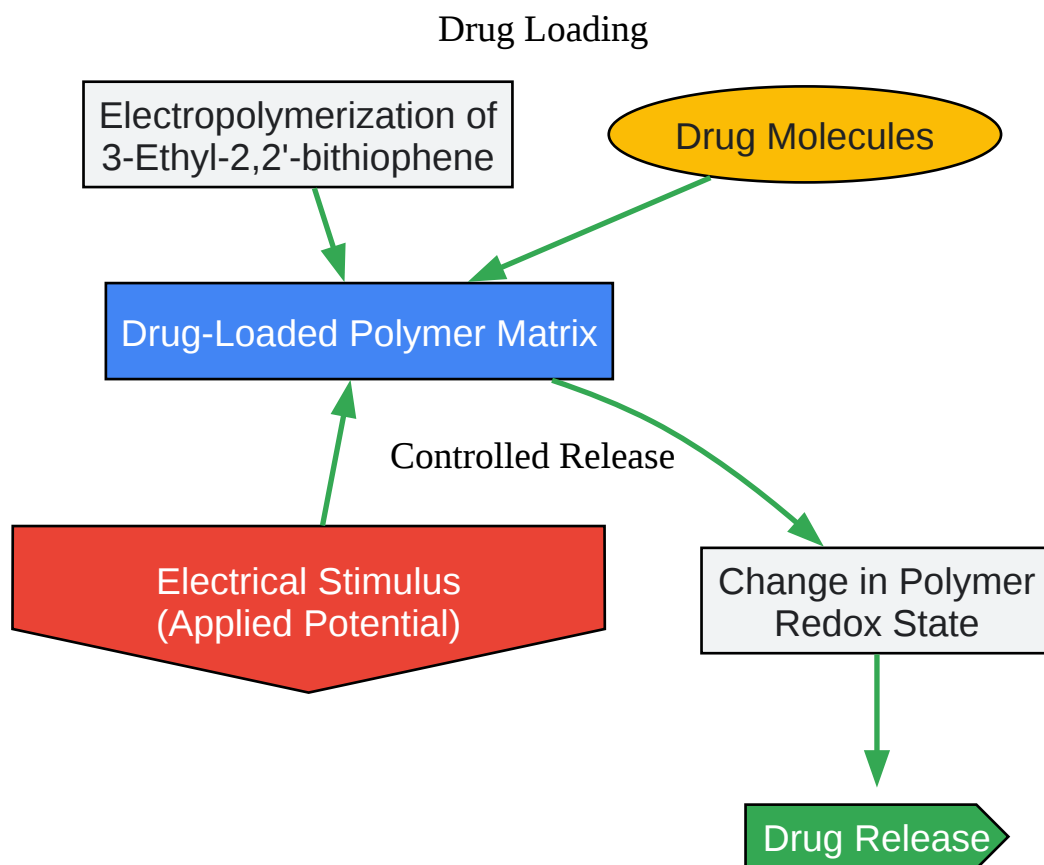 Drug Loading
Electropolymerization of
3-Ethyl-2,2'-bithiophene
Drug Molecules
Drug-Loaded Polymer Matrix
Controlled Release
Electrical Stimulus
(Applied Potential)
Change in Polymer
Redox State
Drug Release